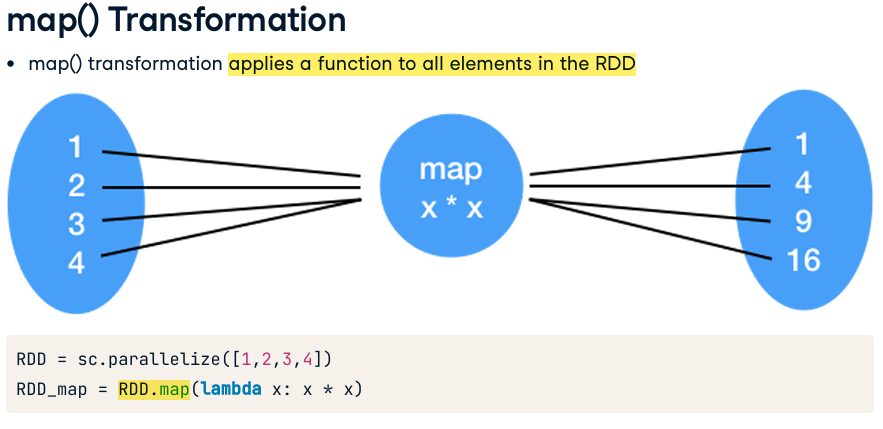 map() Transformation
• map() transformation applies a function to all elements in the RDD
1
2
3
4
map
x * x
1
4
9
16
RDD = sc.parallelize([1,2,3,4])
RDD_map = RDD.map(lambda x: x * x)